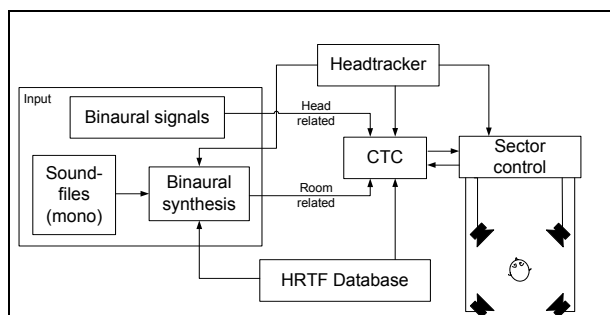 Headtracker
Input
Binaural signals
Head
related
CTC
Sector
control
Sound-
files
(mono)
Binaural
synthesis
Room
related
HRTF Database